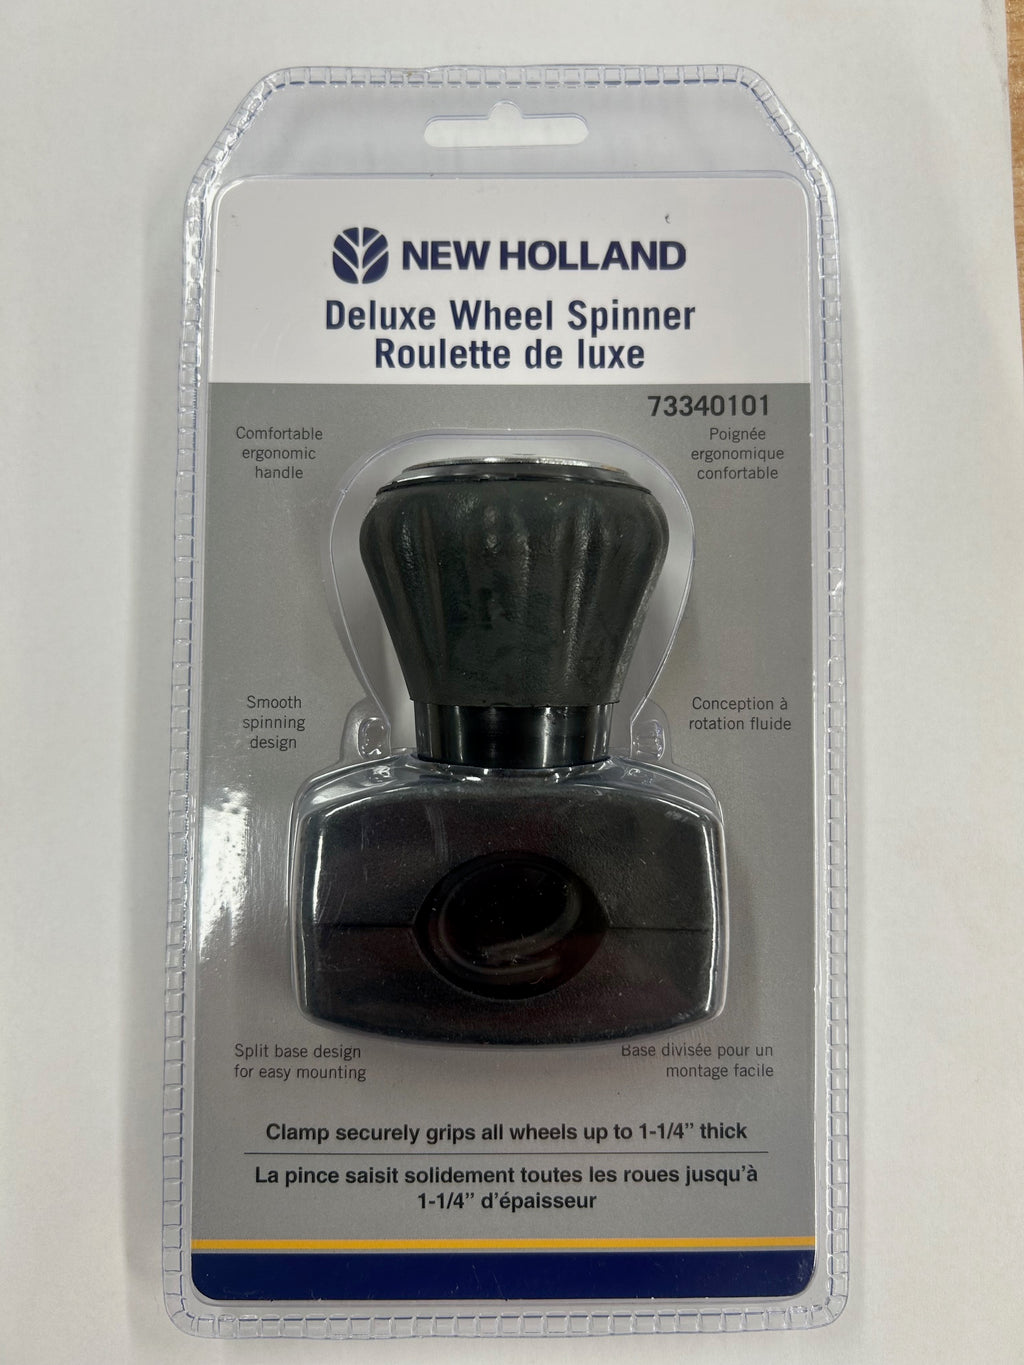 NEW HOLLAND
Deluxe Wheel Spinner
Roulette de luxe
73340101
Comfortable
ergonomic
handle
Poignée
ergonomique
confortable
Smooth
spinning
design
Conception à
rotation fluide
Split base design
for easy mounting
Base divisée pour un
montage facile
Clamp securely grips all wheels up to 1-1/4” thick
La pince saisit solidement toutes les roues jusqu’à
1-1/4” d’épaisseur